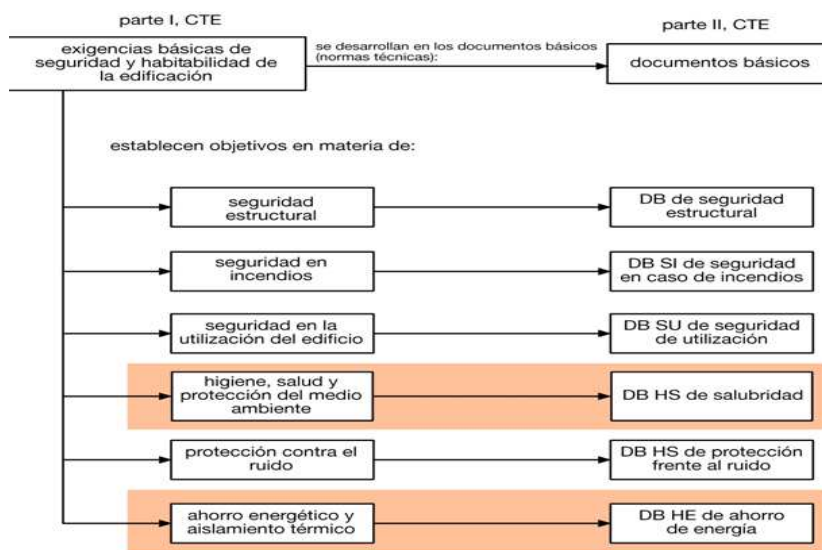 parte I, CTE
parte II, CTE
exigencias básicas de
seguridad y habitabilidad de
la edificación
se desarrollan en los documentos básicos
(normas técnicas):
documentos básicos
establecen objetivos en materia de:
seguridad
estructural
DB de seguridad
estructural
seguridad en
incendios
DB SI de seguridad
en caso de incendios
seguridad en la
utilización del edificio
DB SU de seguridad
de utilización
higiene, salud y
protección del medio
ambiente
DB HS de salubridad
protección contra el
ruido
DB HS de protección
frente al ruido
ahorro energético y
aislamiento térmico
DB HE de ahorro
de energía